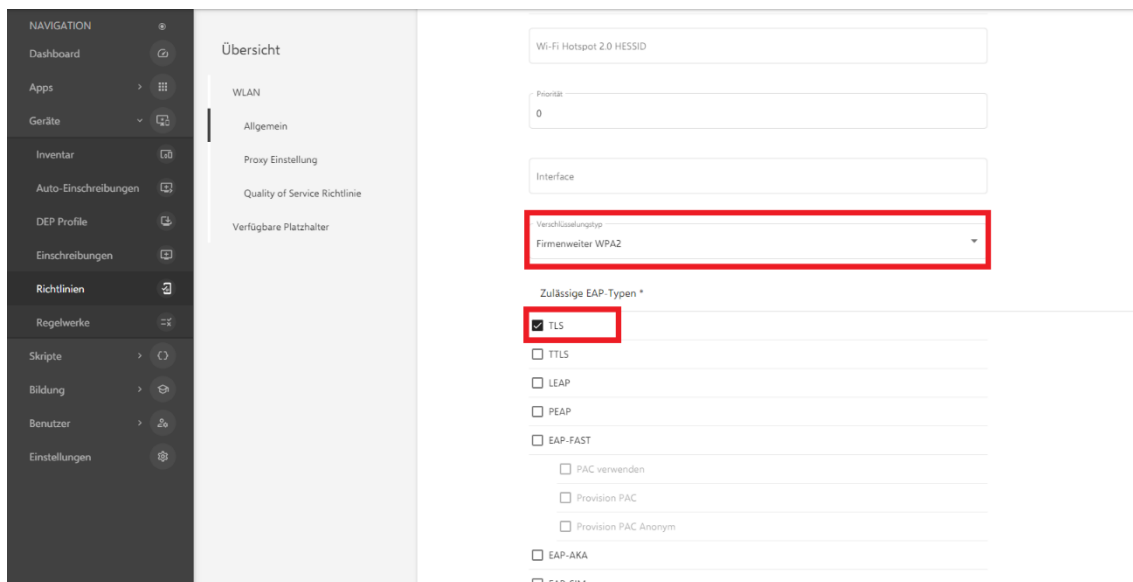 NAVIGATION
Dashboard
Apps
Geräte
Inventar
Auto-Einschreibungen
DEP Profile
Einschreibungen
Richtlinien
Regelwerke
Skripte
Bildung
Benutzer
Einstellungen
Übersicht
WLAN
Allgemein
Proxy Einstellung
Quality of Service Richtlinie
Verfügbare Platzhalter
Wi-Fi Hotspot 2.0 HESSID
Priorität
0
Interface
Verschlüsselungstyp
Firmenweiter WPA2
Zulässige EAP-Typen *
TLS
TTLS
LEAP
PEAP
EAP-FAST
PAC verwenden
Provision PAC
Provision PAC Anonym
EAP-AKA
EAP-SIM